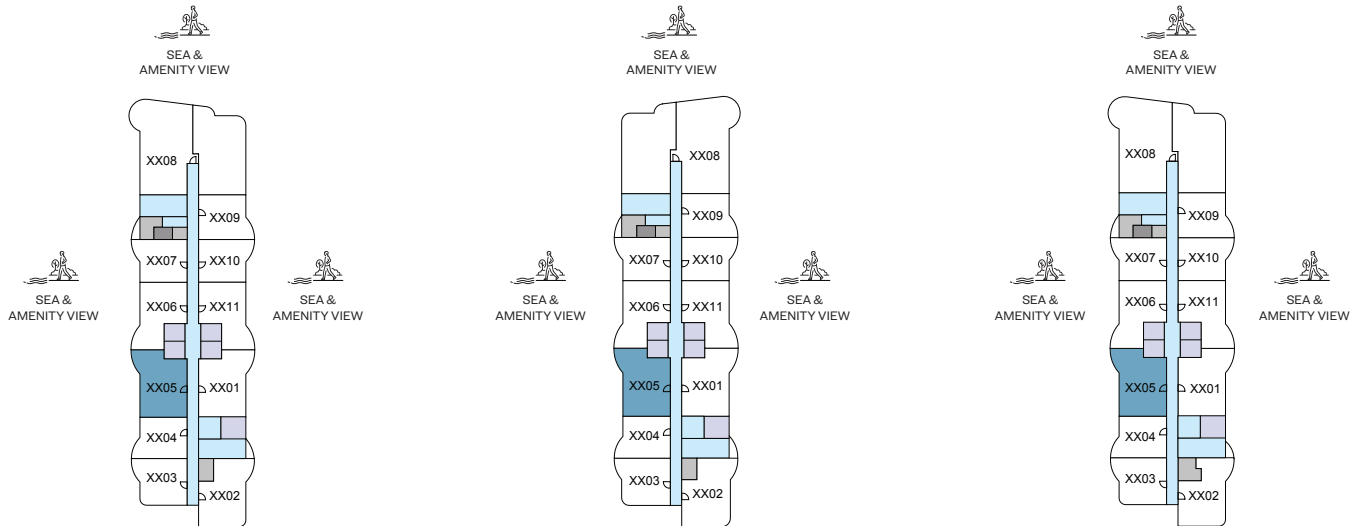 SEA &
AMENITY VIEW
XX08
XX09
XX07
XX10
SEA &
AMENITY VIEW
SEA &
AMENITY VIEW
XX06
XX11
XX05
XX01
XX04
XX03
XX02
SEA &
AMENITY VIEW
XX08
XX09
XX07
XX10
SEA &
AMENITY VIEW
SEA &
AMENITY VIEW
XX06
XX11
XX05
XX01
XX04
XX03
XX02
SEA &
AMENITY VIEW
XX08
XX09
XX07
XX10
SEA &
AMENITY VIEW
SEA &
AMENITY VIEW
XX06
XX11
XX05
XX01
XX04
XX03
XX02